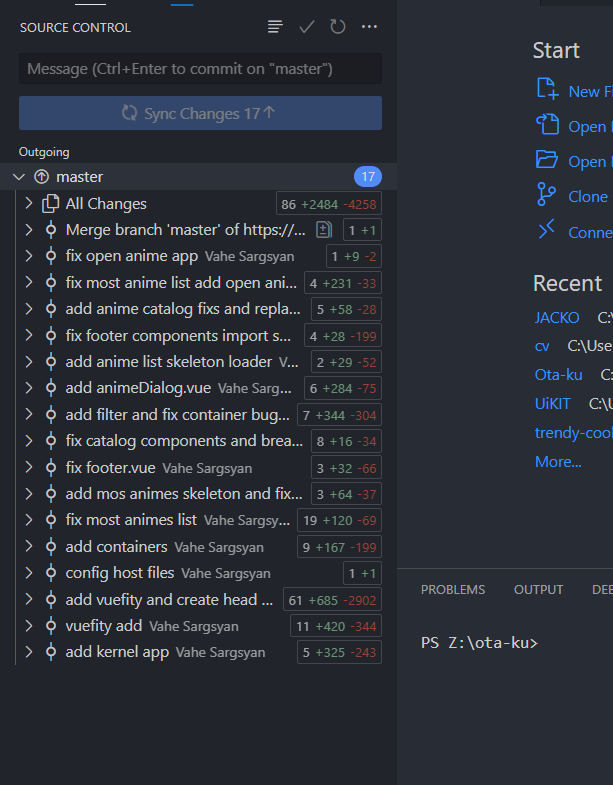 SOURCE CONTROL
Message (Ctrl+Enter to commit on "master")
Sync Changes 17↑
Outgoing
master 17
All Changes 86 +2484 -4258
Merge branch 'master' of https://... 1 +1
fix open anime app Vahe Sargsyan 1 +9 -2
fix most anime list add open ani... 4 +231 -33
add anime catalog fixs and repla... 5 +58 -28
fix footer components import s... 4 +28 -199
add anime list skeleton loader V... 2 +29 -52
add animeDialog.vue Vahe Sarg... 6 +284 -75
add filter and fix container bug... 7 +344 -304
fix catalog components and brea... 8 +16 -34
fix footer.vue Vahe Sargsyan 3 +32 -66
add mos animes skeleton and fix... 3 +64 -37
fix most animes list Vahe Sargsy... 19 +120 -69
add containers Vahe Sargsyan 9 +167 -199
config host files Vahe Sargsyan 1 +1
add vuefity and create head ... 61 +685 -2902
vuefity add Vahe Sargsyan 11 +420 -344
add kernel app Vahe Sargsyan 5 +325 -243
Start
New Fi
Open
Open
Clone
Conne
Recent
JACKO C:\
cv C:\Use
Ota-ku C:
UiKIT C:\U
trendy-cool
More...
PROBLEMS OUTPUT DEB
PS Z:\ota-ku>